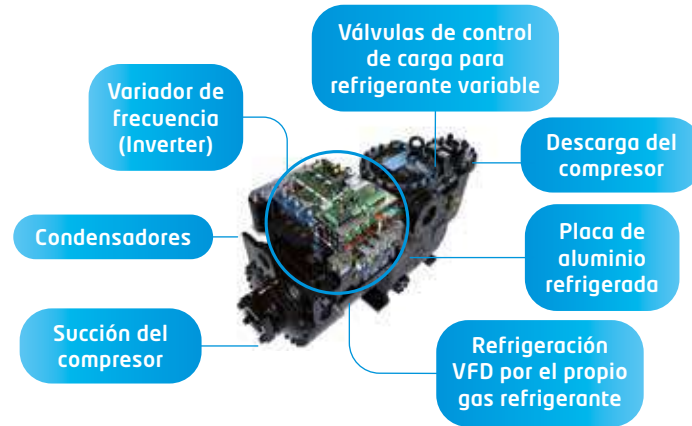 Válvulas de control
de carga para
refrigerante variable
Variador de
frecuencia
(Inverter)
Descarga del
compresor
Condensadores
Placa de
aluminio
refrigerada
Succión del
compresor
Refrigeración
VFD por el propio
gas refrigerante